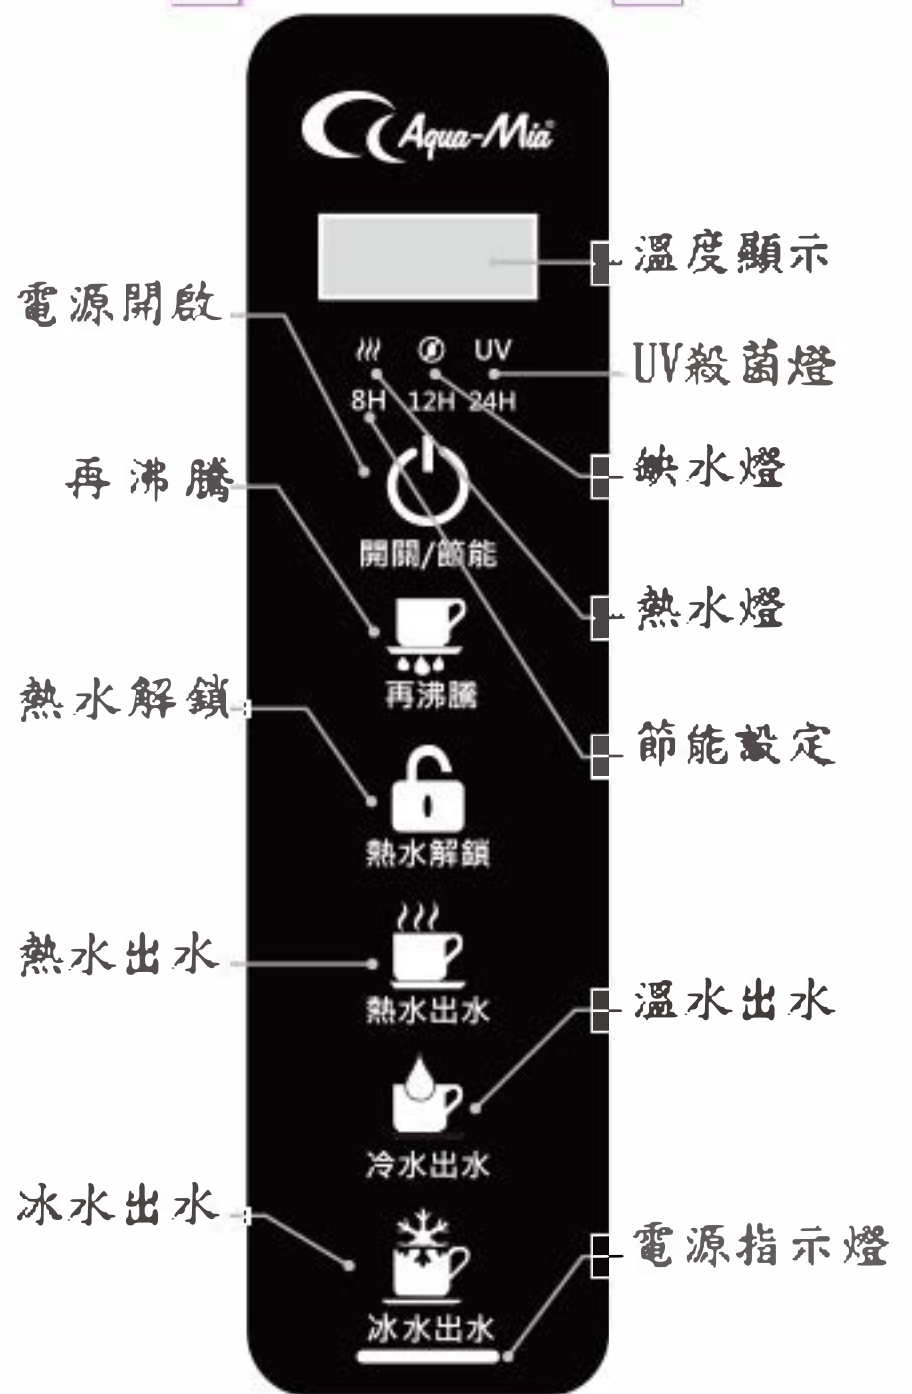 Aqua-Mia®
溫度顯示
電源開啟
UV
UV殺菌燈
8H 12H 24H
缺水燈
再沸騰
開關/節能
熱水燈
再沸騰
熱水解鎖
節能設定
熱水解鎖
熱水出水
熱水出水
溫水出水
冷水出水
冰水出水
電源指示燈
冰水出水